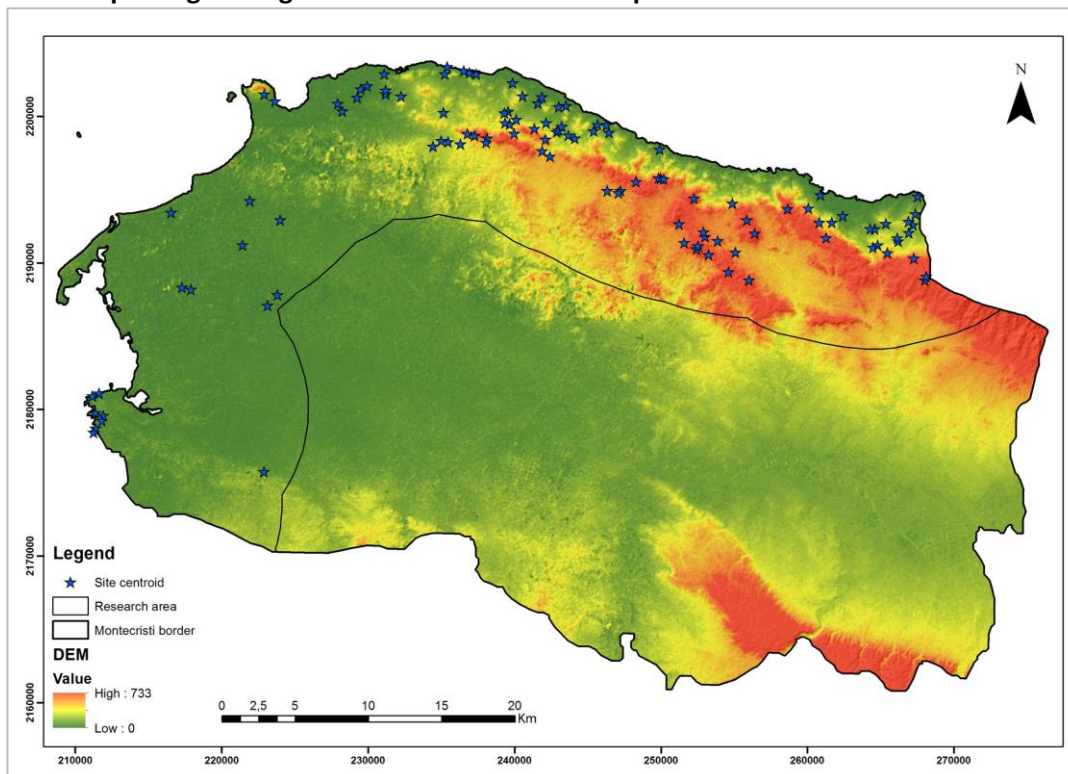 N
2200000
2190000
2180000
2170000
2160000
Legend
Site centroid
Research area
Montecristi border
DEM
Value
High : 733
Low : 0
0 2,5 5 10 15 20
Km
210000 220000 230000 240000 250000 260000 270000